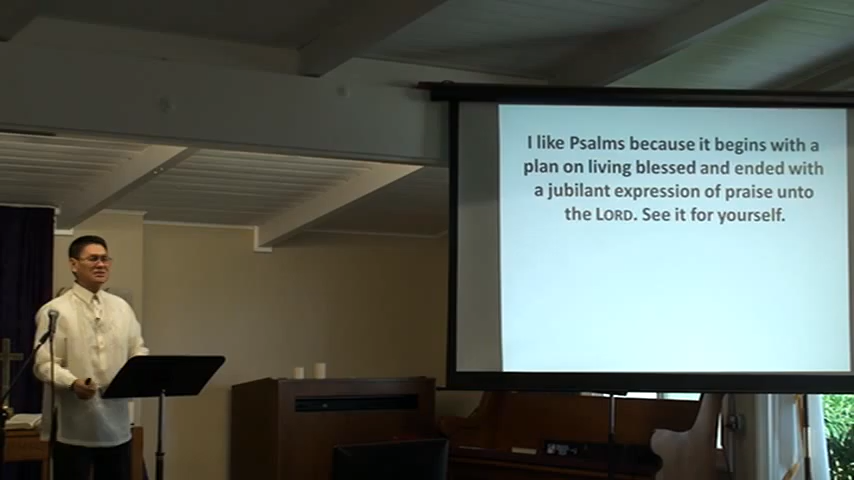 I like Psalms because it begins with a
plan on living blessed and ended with
a jubilant expression of praise unto
the LORD. See it for yourself.